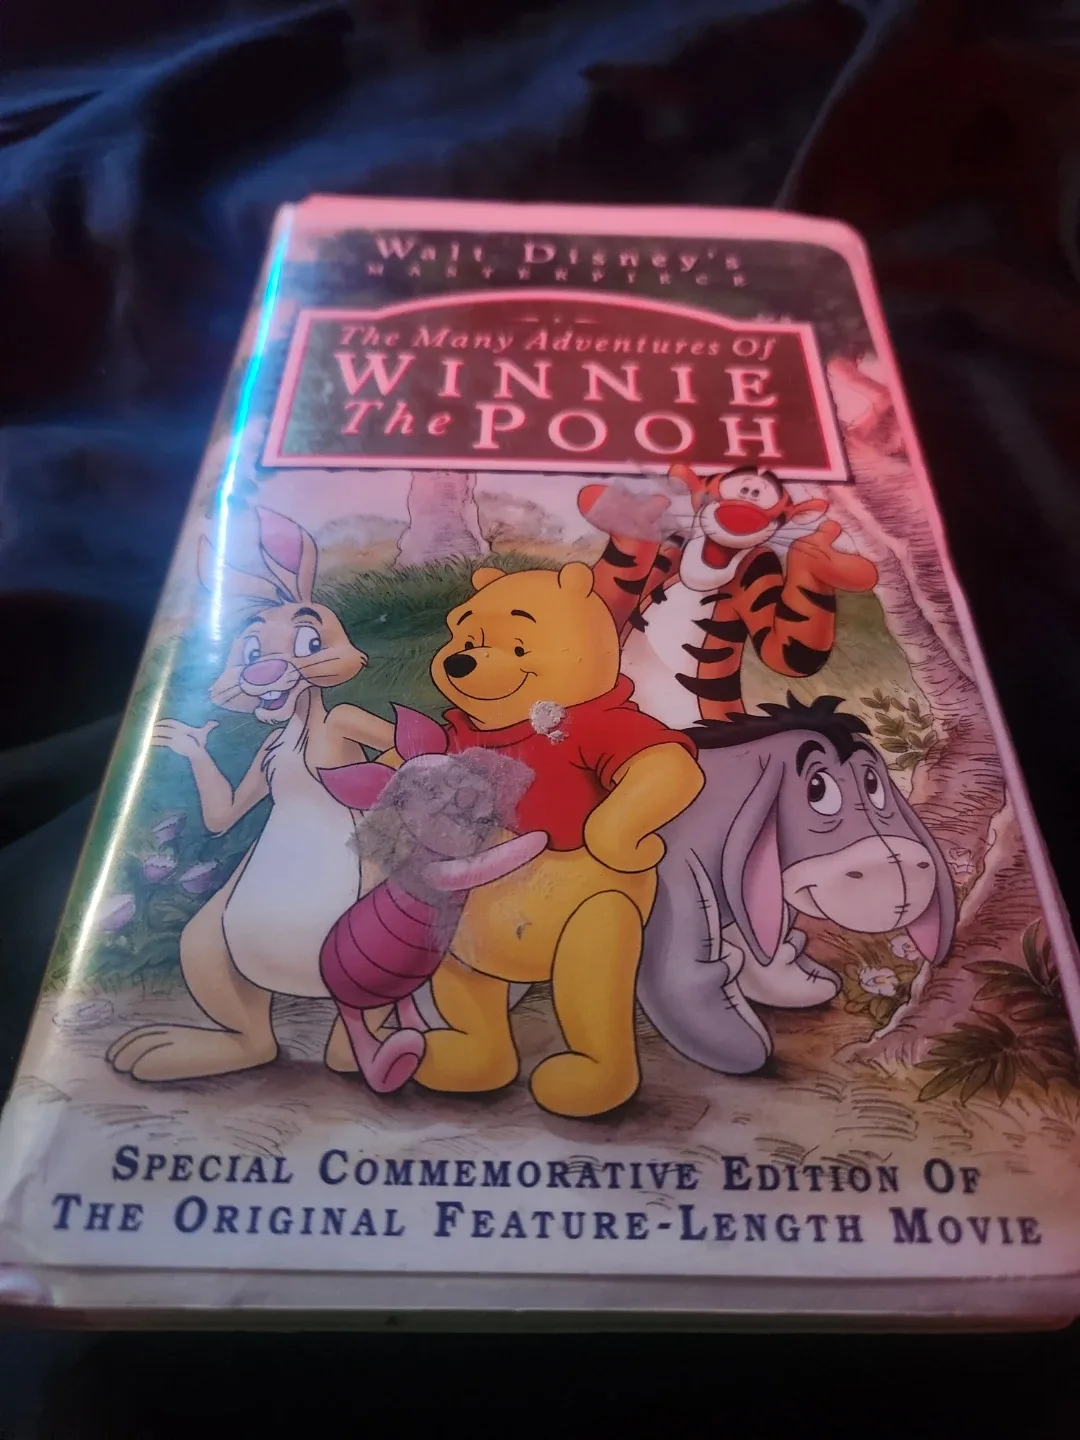 Walt Disney's
MASTERPIECE
The Many Adventures Of
WINNIE
The POOH
SPECIAL COMMEMORATIVE EDITION OF
THE ORIGINAL FEATURE-LENGTH MOVIE